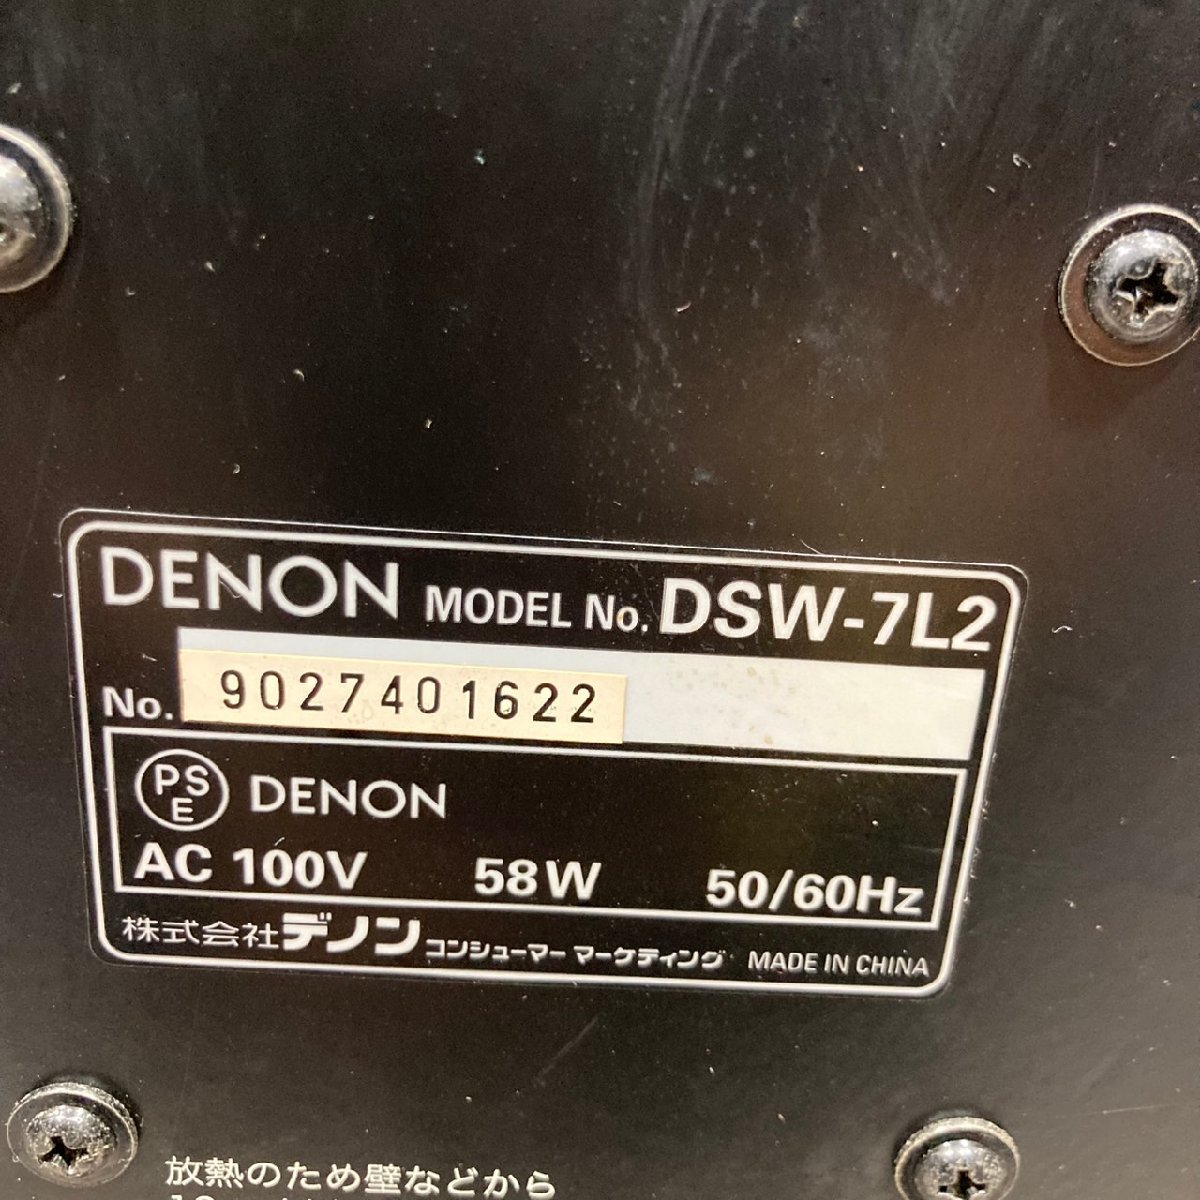 DENON MODEL No. DSW-7L2
No. 9027401622
PSE DENON
AC 100V 58W 50/60Hz
株式会社デノン コンシューマー マーケティング MADE IN CHINA
放熱のため壁などから